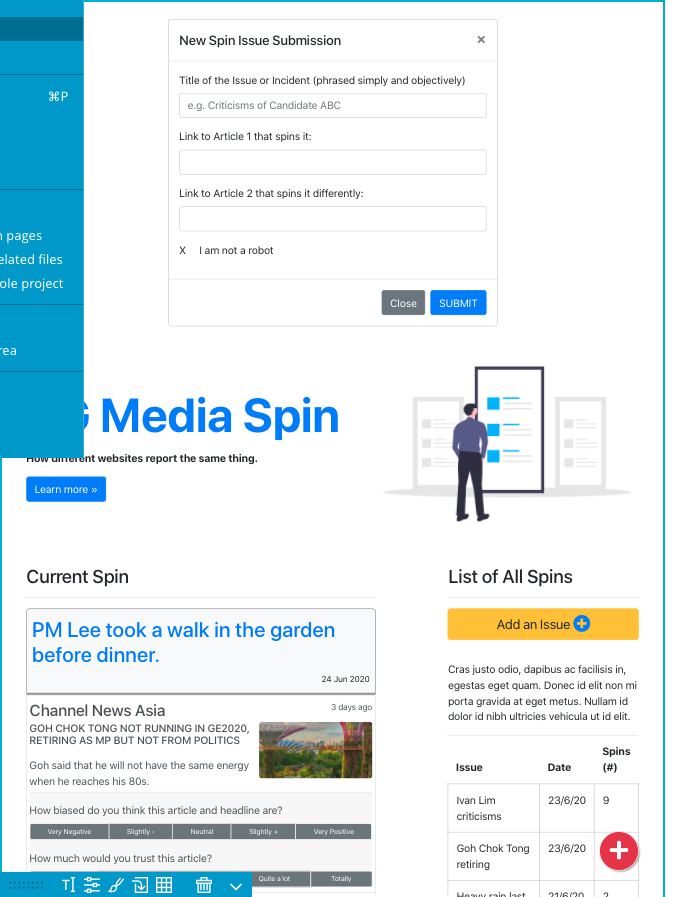 ⌘P
pages
elated files
ole project
rea
New Spin Issue Submission ×
Title of the Issue or Incident (phrased simply and objectively)
e.g. Criticisms of Candidate ABC
Link to Article 1 that spins it:
Link to Article 2 that spins it differently:
X I am not a robot
Close SUBMIT
G Media Spin
How different websites report the same thing.
Learn more »
Current Spin
PM Lee took a walk in the garden
before dinner.
24 Jun 2020
Channel News Asia
3 days ago
GOH CHOK TONG NOT RUNNING IN GE2020,
RETIRING AS MP BUT NOT FROM POLITICS
Goh said that he will not have the same energy
when he reaches his 80s.
How biased do you think this article and headline are?
Very Negative Slightly - Neutral Slightly + Very Positive
How much would you trust this article?
Quite a lot Totally
List of All Spins
Add an Issue
Cras justo odio, dapibus ac facilisis in,
egestas eget quam. Donec id elit non mi
porta gravida at eget metus. Nullam id
dolor id nibh ultricies vehicula ut id elit.
Issue Date Spins
(#)
Ivan Lim 23/6/20 9
criticisms
Goh Chok Tong 23/6/20
retiring
Heavy rain last 21/6/20 2